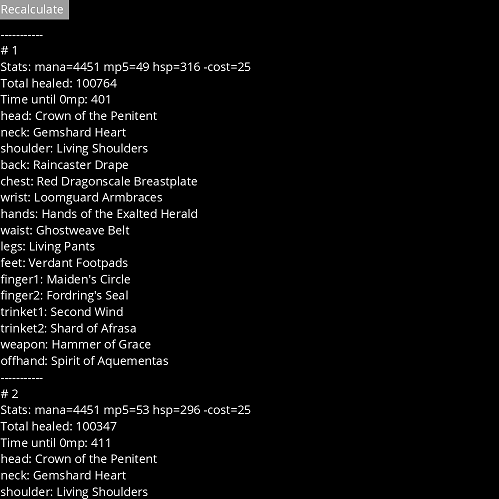 Recalculate
-----------
# 1
Stats: mana=4451 mp5=49 hsp=316 -cost=25
Total healed: 100764
Time until 0mp: 401
head: Crown of the Penitent
neck: Gemshard Heart
shoulder: Living Shoulders
back: Raincaster Drape
chest: Red Dragonscale Breastplate
wrist: Loomguard Armbraces
hands: Hands of the Exalted Herald
waist: Ghostweave Belt
legs: Living Pants
feet: Verdant Footpads
finger1: Maiden's Circle
finger2: Fordring's Seal
trinket1: Second Wind
trinket2: Shard of Afrasa
weapon: Hammer of Grace
offhand: Spirit of Aquementas
-----------
# 2
Stats: mana=4451 mp5=53 hsp=296 -cost=25
Total healed: 100347
Time until 0mp: 411
head: Crown of the Penitent
neck: Gemshard Heart
shoulder: Living Shoulders